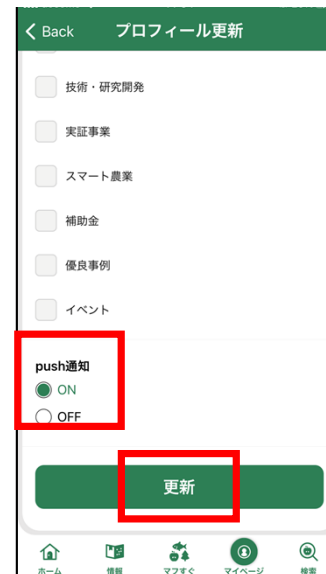 Back プロフィール更新
技術・研究開発
実証事業
スマート農業
補助金
優良事例
イベント
push通知
ON
OFF
更新
ホーム 情報 マフすぐ マイページ 検索